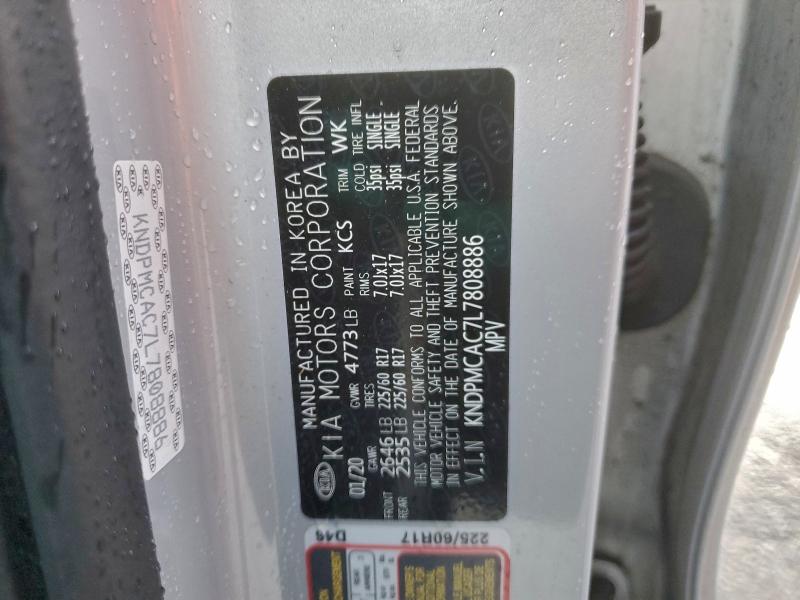 MANUFACTURED IN KOREA BY
KIA KIA MOTORS CORPORATION
01/20 GVWR 4773LB PAINT KCS TRIM WK
GAWR TIRES RIMS COLD TIRE INFL
FRONT 2646LB 225/60 R17 7.0Jx17 35psi SINGLE
REAR 2535LB 225/60 R17 7.0Jx17 35psi SINGLE
THIS VEHICLE CONFORMS TO ALL APPLICABLE U.S.A. FEDERAL
MOTOR VEHICLE SAFETY AND THEFT PREVENTION STANDARDS
IN EFFECT ON THE DATE OF MANUFACTURE SHOWN ABOVE.
V.I.N KNDPMCAC7L7808886
MPV
KNDPMCAC7L7808886
D46
225/60R17